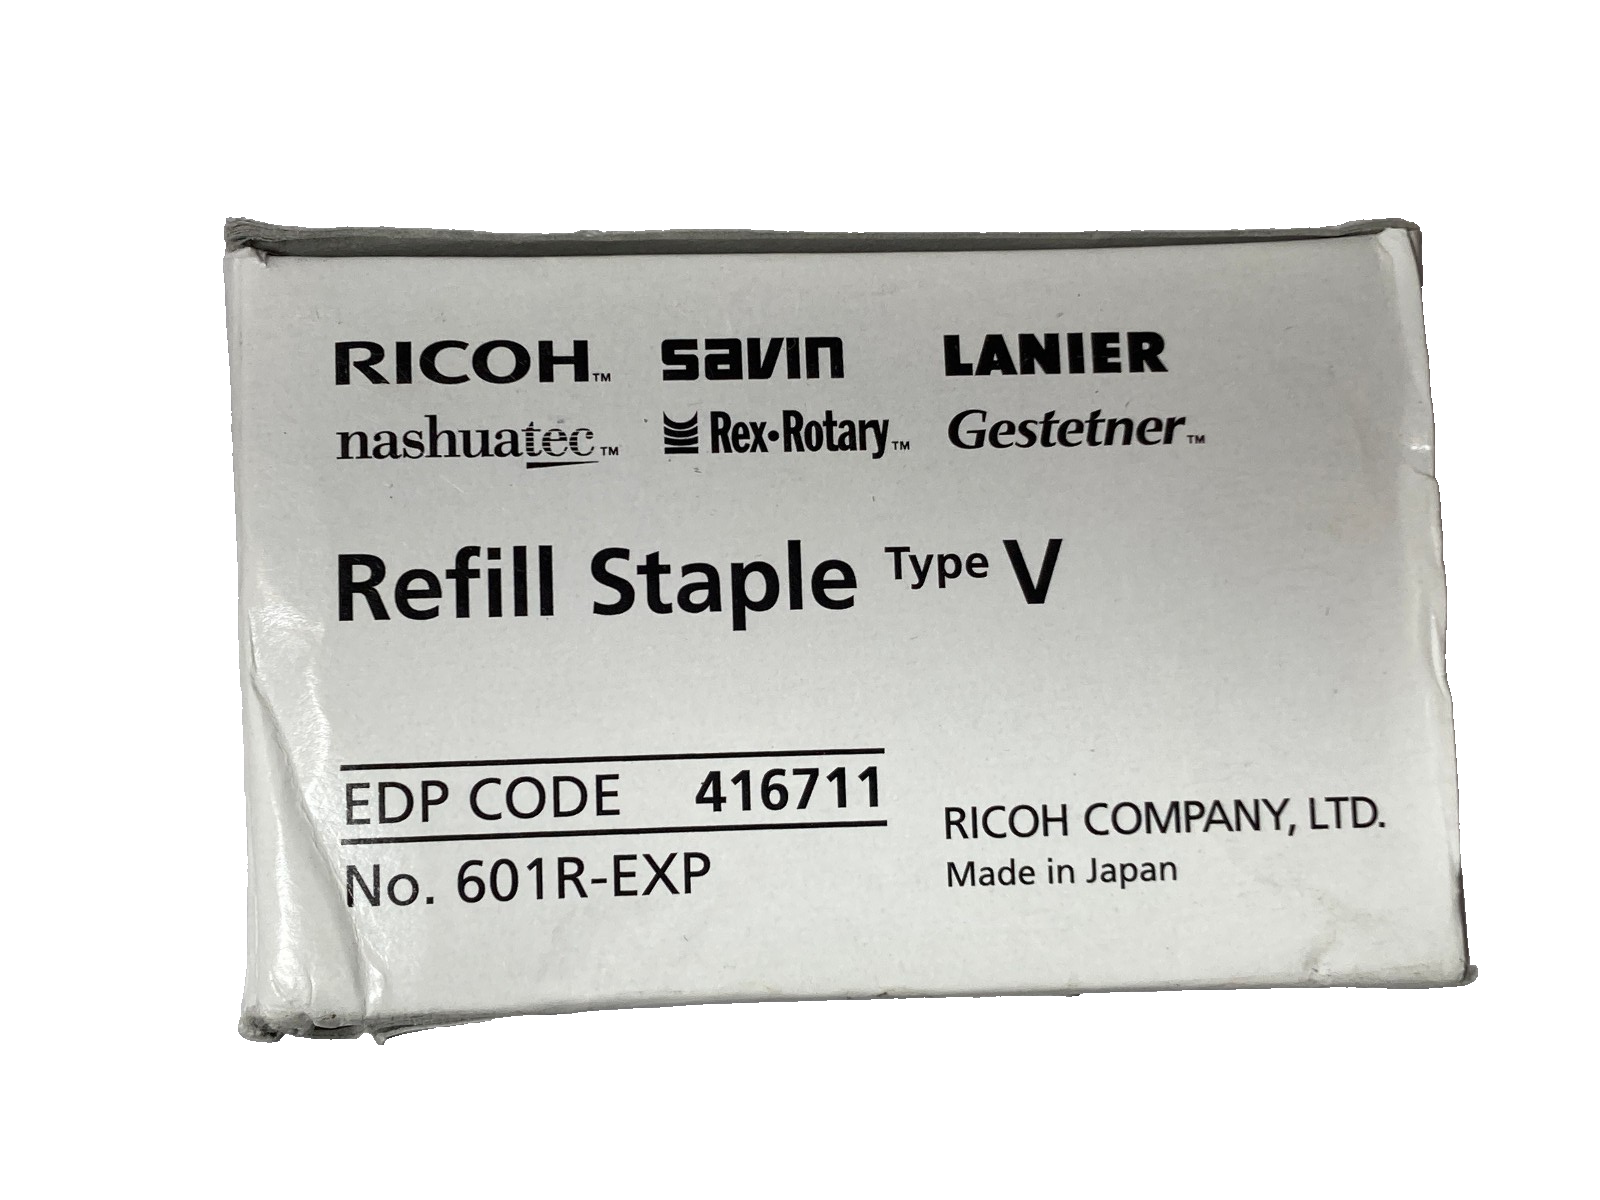 RICOH™ savin LANIER
nashuatec™ Rex•Rotary™ Gestetner™
Refill Staple Type V
EDP CODE 416711
No. 601R-EXP
RICOH COMPANY, LTD.
Made in Japan